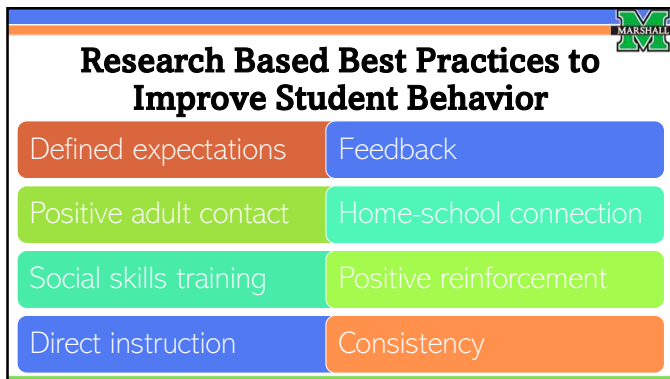 MARSHALL
Research Based Best Practices to
Improve Student Behavior
Defined expectations
Feedback
Positive adult contact
Home-school connection
Social skills training
Positive reinforcement
Direct instruction
Consistency